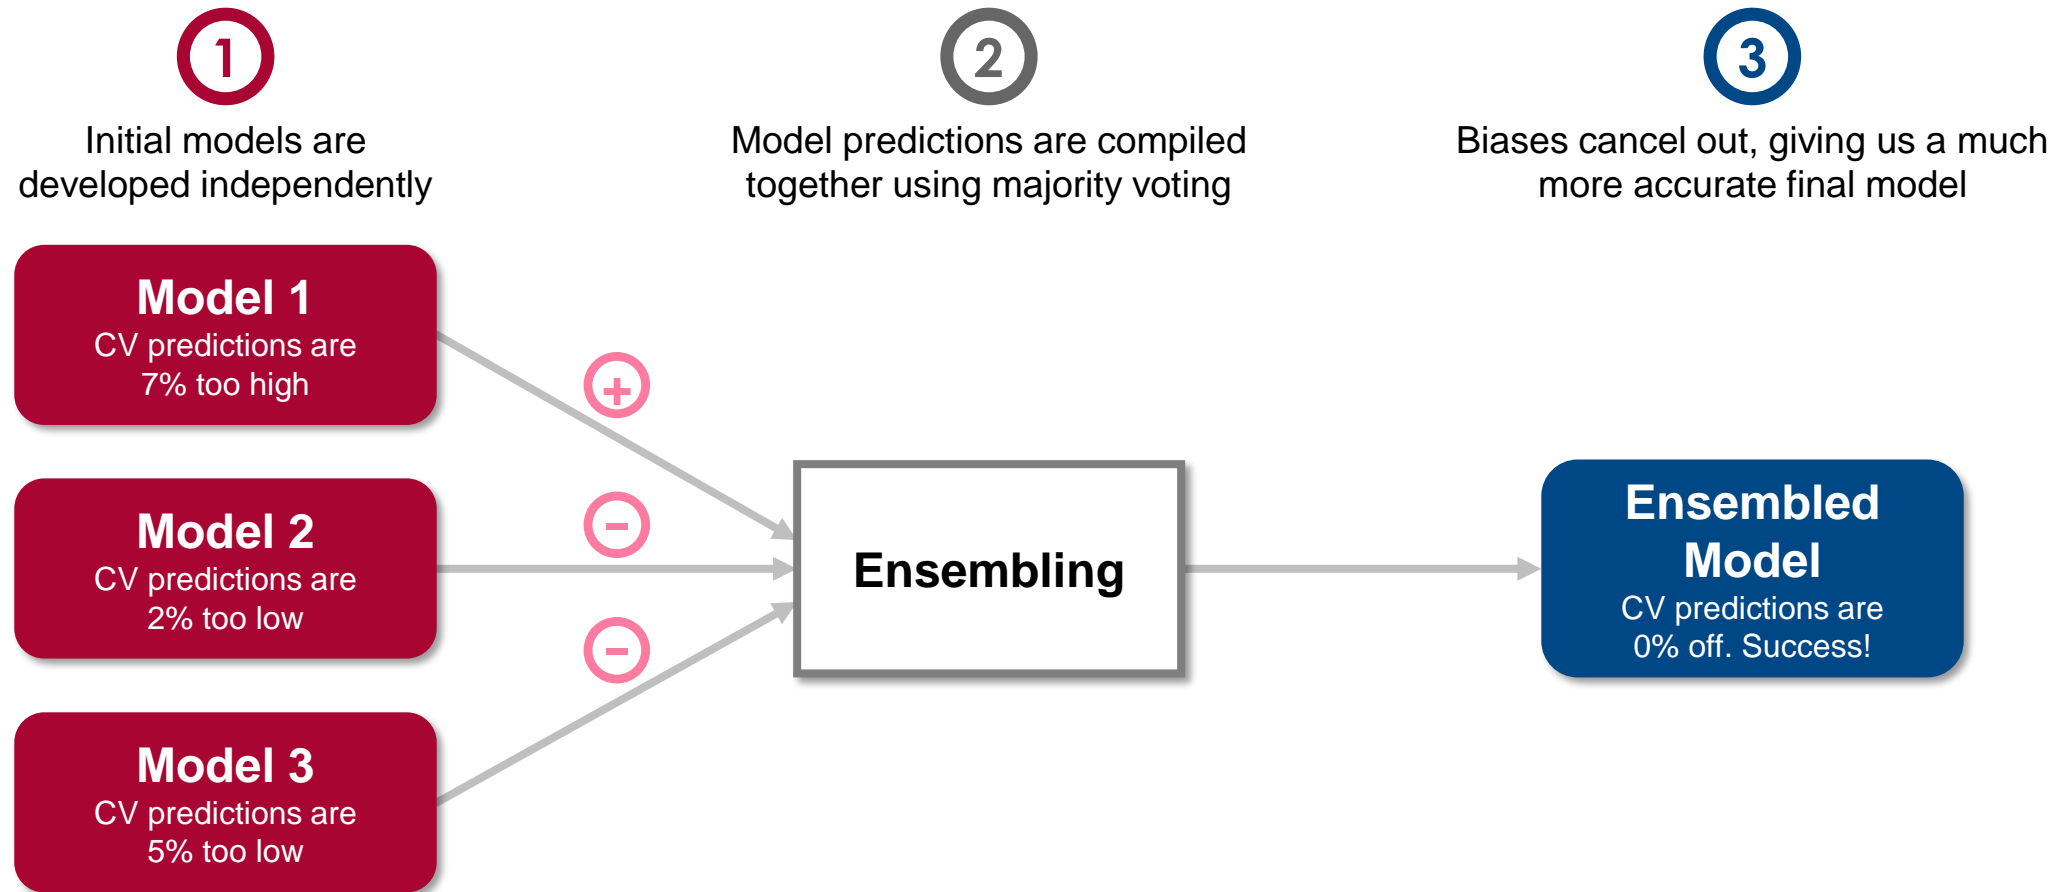 1
Initial models are
developed independently
2
Model predictions are compiled
together using majority voting
3
Biases cancel out, giving us a much
more accurate final model
Model 1
CV predictions are
7% too high
+
Model 2
CV predictions are
2% too low
-
Model 3
CV predictions are
5% too low
-
Ensembling
Ensembled
Model
CV predictions are
0% off. Success!